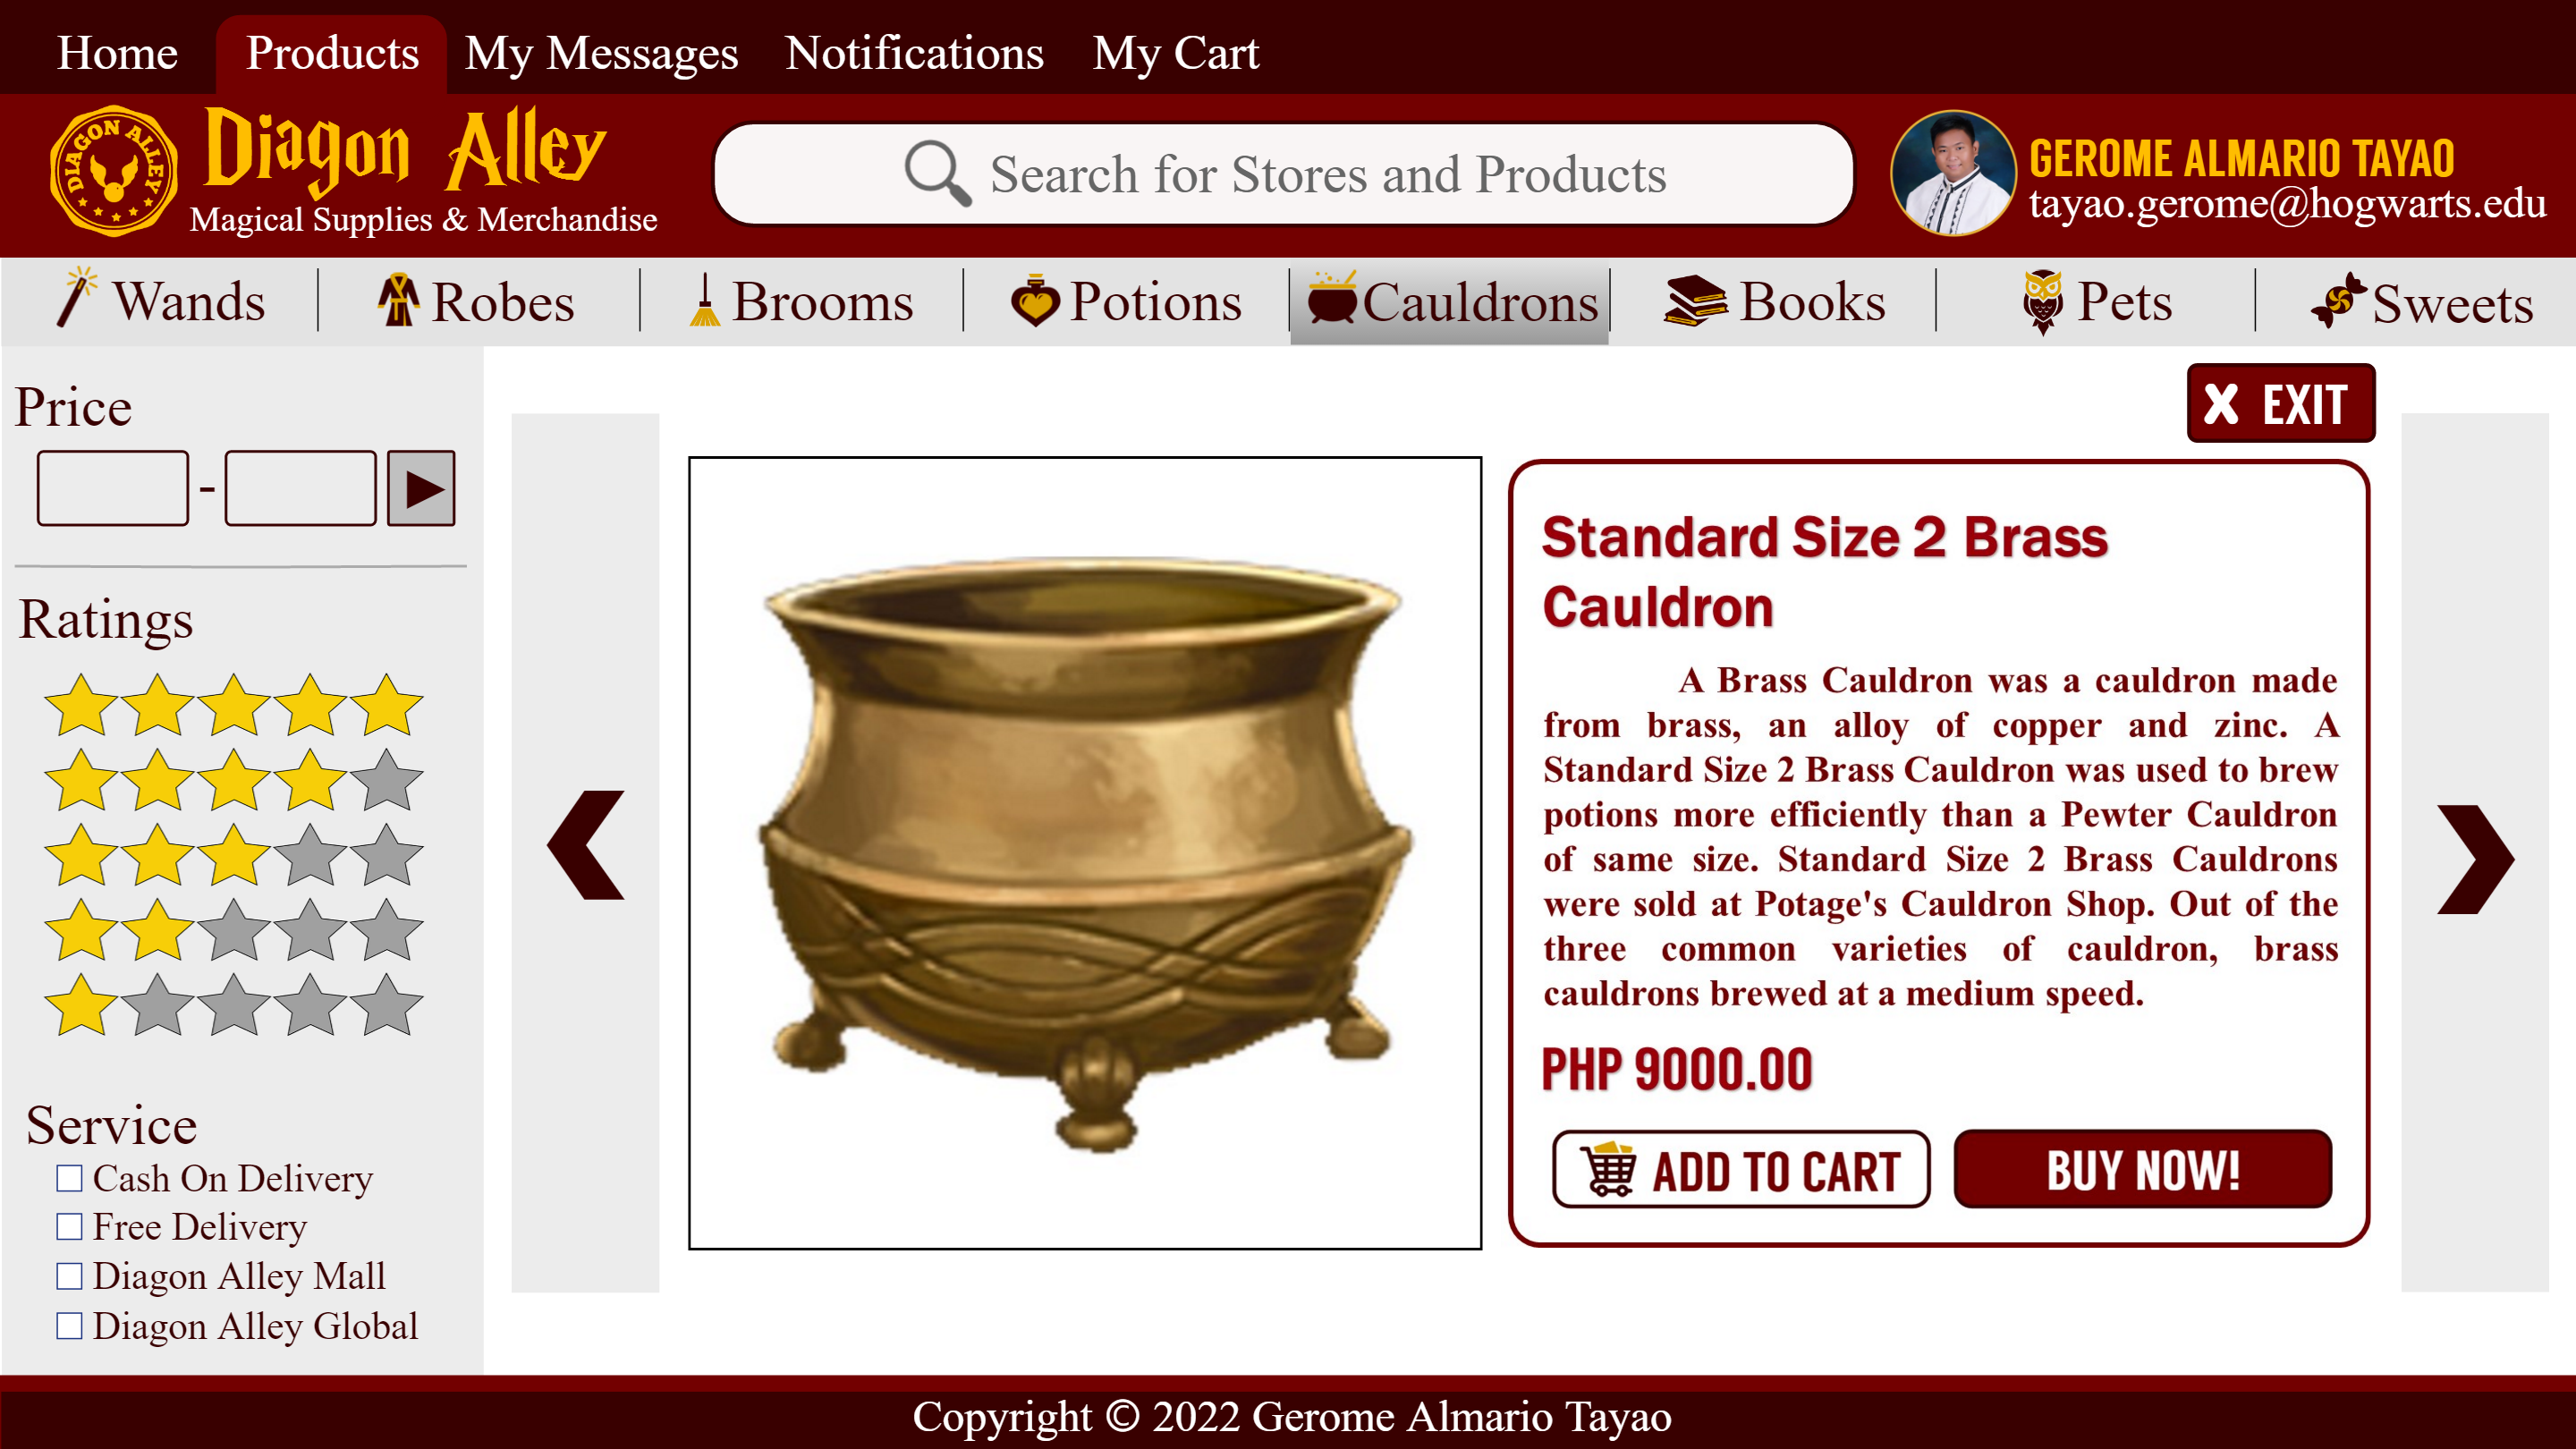 Home Products My Messages Notifications My Cart
DIAGON ALLEY
Diagon Alley
Magical Supplies & Merchandise
Search for Stores and Products
GEROME ALMARIO TAYAO
tayao.gerome@hogwarts.edu
Wands Robes Brooms Potions Cauldrons Books Pets Sweets
Price
-
Ratings
Service
Cash On Delivery
Free Delivery
Diagon Alley Mall
Diagon Alley Global
X EXIT
Standard Size 2 Brass
Cauldron
A Brass Cauldron was a cauldron made
from brass, an alloy of copper and zinc. A
Standard Size 2 Brass Cauldron was used to brew
potions more efficiently than a Pewter Cauldron
of same size. Standard Size 2 Brass Cauldrons
were sold at Potage's Cauldron Shop. Out of the
three common varieties of cauldron, brass
cauldrons brewed at a medium speed.
PHP 9000.00
ADD TO CART
BUY NOW!
Copyright © 2022 Gerome Almario Tayao